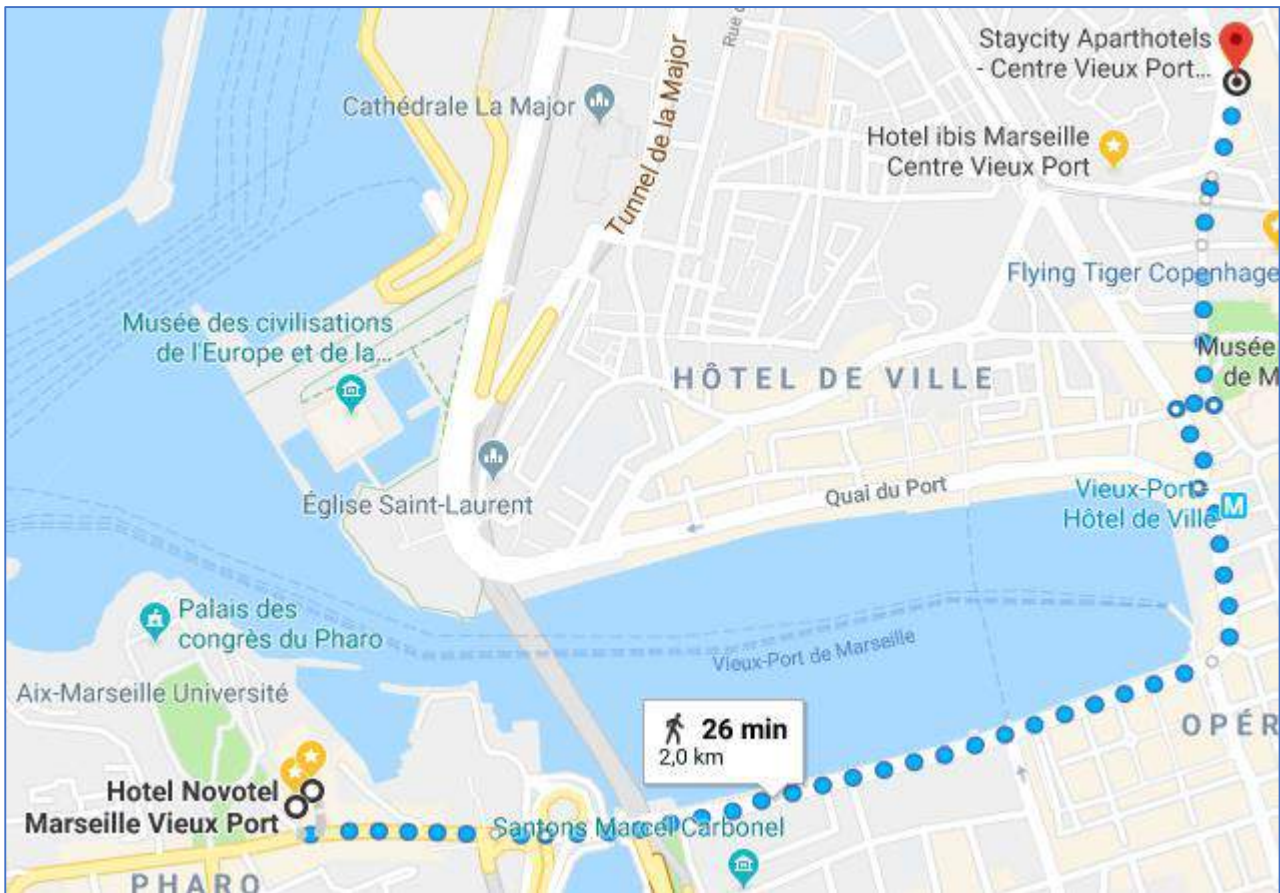 Staycity Aparthotels
- Centre Vieux Port...
Cathédrale La Major
Tunnel de la Major
Rue
Hotel ibis Marseille
Centre Vieux Port
Flying Tiger Copenhage
Musée des civilisations
de l'Europe et de la...
Musée
de M
HÔTEL DE VILLE
Église Saint-Laurent
Quai du Port
Vieux-Port
Hôtel de Ville
M
Palais des
congrès du Pharo
Vieux-Port de Marseille
Aix-Marseille Université
26 min
2,0 km
OPÉR
Hotel Novotel
Marseille Vieux Port
Santons Marcel Carbonel
PHARO